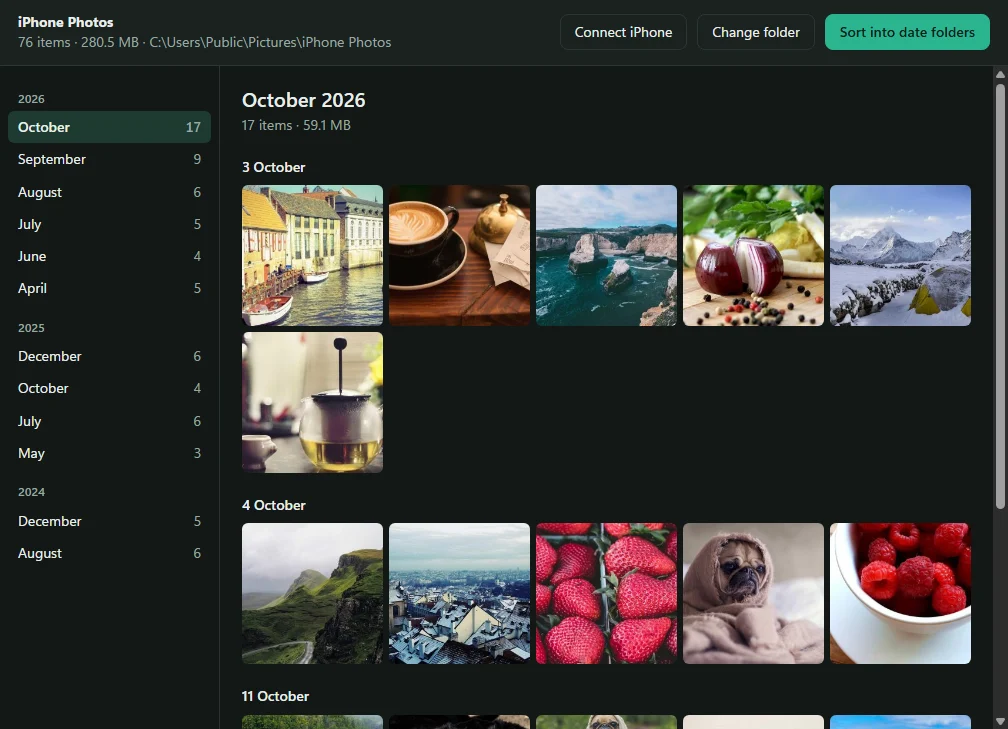 iPhone Photos
76 items · 280.5 MB · C:\Users\Public\Pictures\iPhone Photos
Connect iPhone
Change folder
Sort into date folders
2026
October 17
September 9
August 6
July 5
June 4
April 5
2025
December 6
October 4
July 6
May 3
2024
December 5
August 6
October 2026
17 items · 59.1 MB
3 October
4 October
11 October